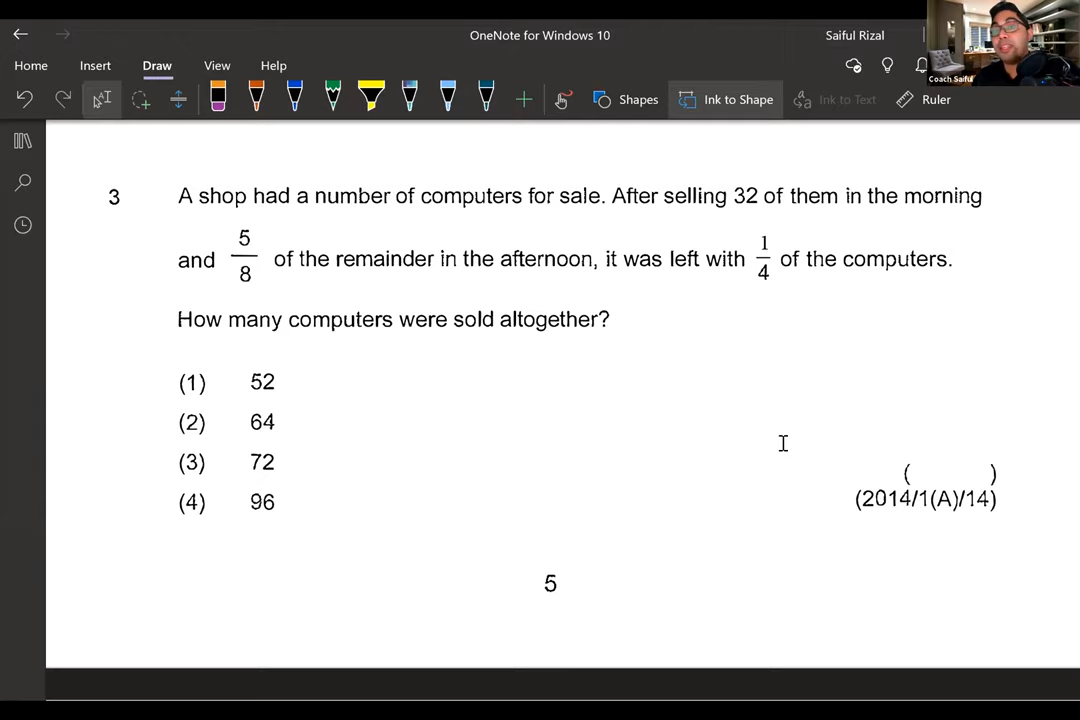 OneNote for Windows 10
Saiful Rizal
Coach Saiful
Home Insert Draw View Help
Shapes Ink to Shape Ink to Text Ruler
3 A shop had a number of computers for sale. After selling 32 of them in the morning
and 5/8 of the remainder in the afternoon, it was left with 1/4 of the computers.
How many computers were sold altogether?
(1) 52
(2) 64
(3) 72
(4) 96
( )
(2014/1(A)/14)
5